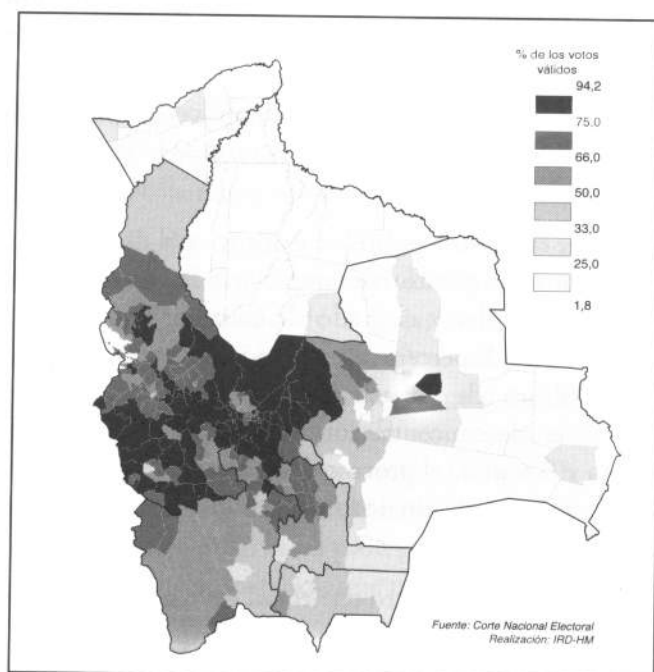 % de los votos
válidos
94,2
75.0
66,0
50,0
33,0
25,0
1,8
Fuente: Corte Nacional Electoral
Realización: IRD-HM